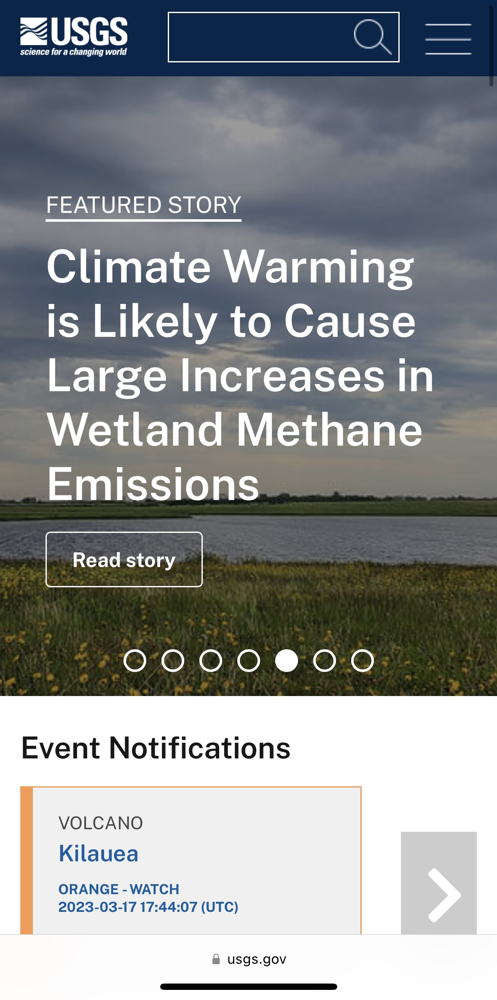 USGS
science for a changing world
FEATURED STORY
Climate Warming
is Likely to Cause
Large Increases in
Wetland Methane
Emissions
Read story
Event Notifications
VOLCANO
Kilauea
ORANGE - WATCH
2023-03-17 17:44:07 (UTC)
usgs.gov